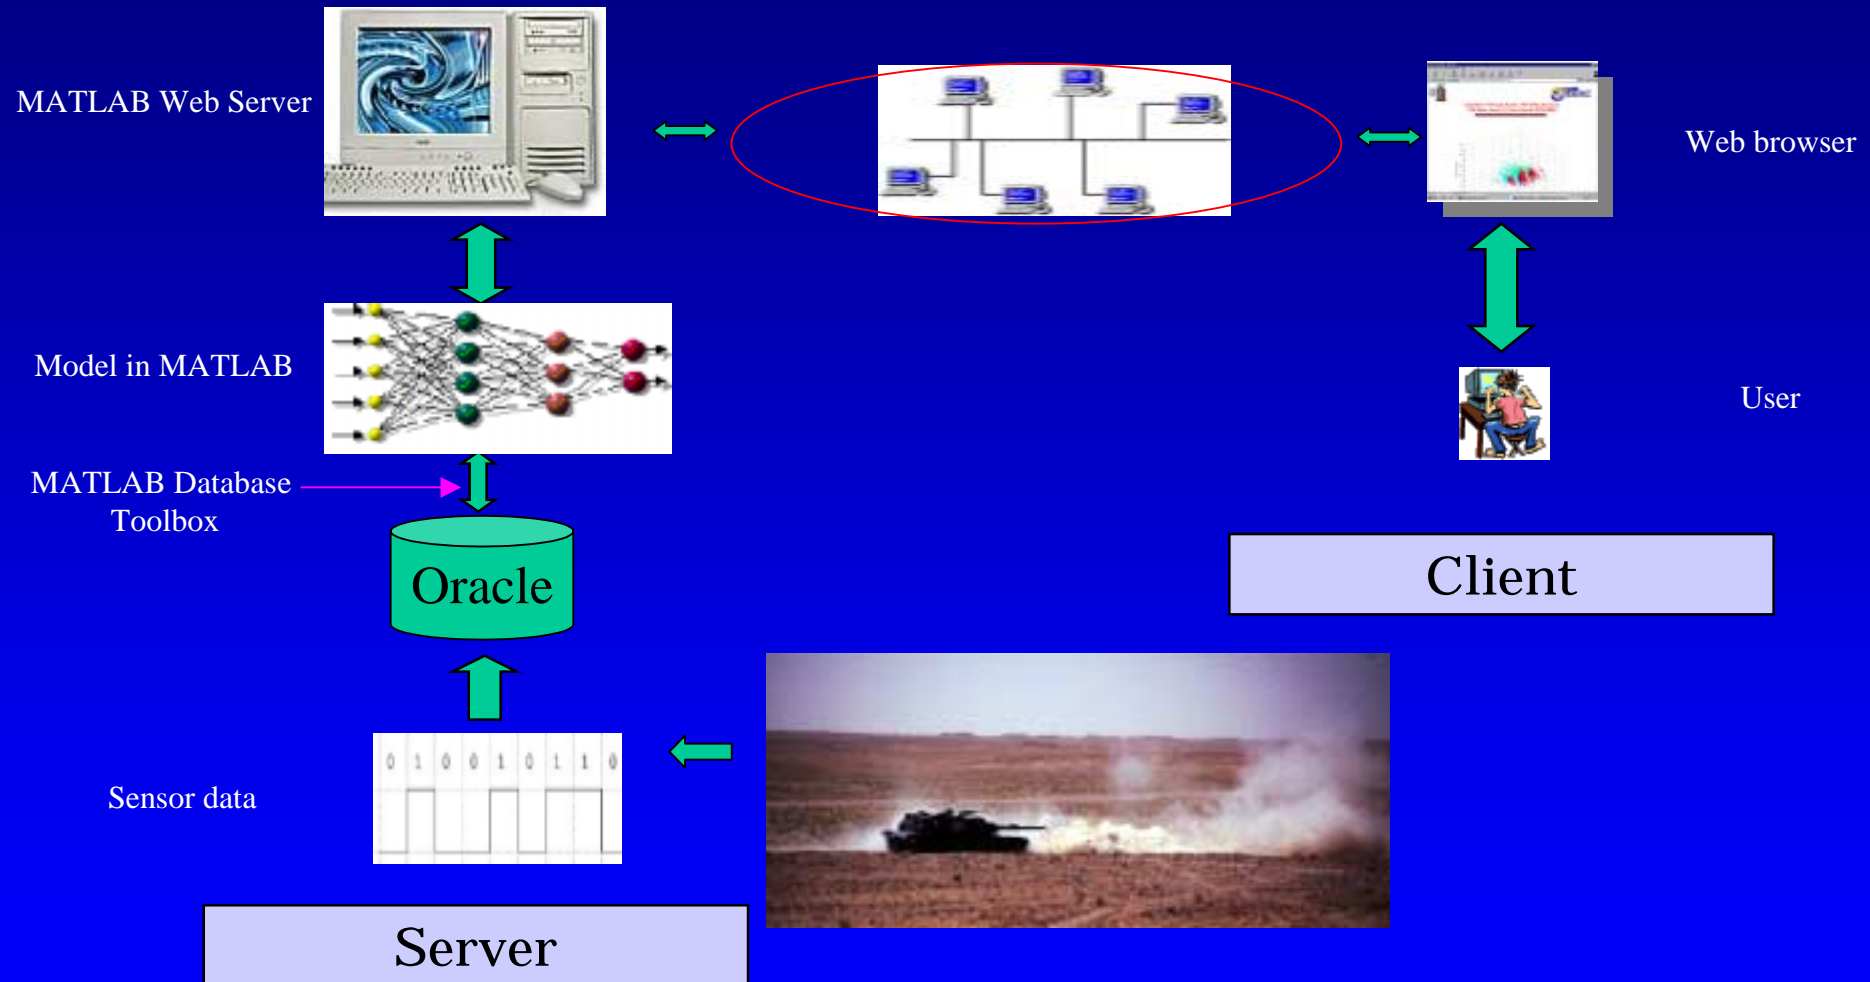 MATLAB Web Server
Web browser
Model in MATLAB
User
MATLAB Database
Toolbox
Oracle
Client
0 1 0 0 1 0 1 1 0
Sensor data
Server